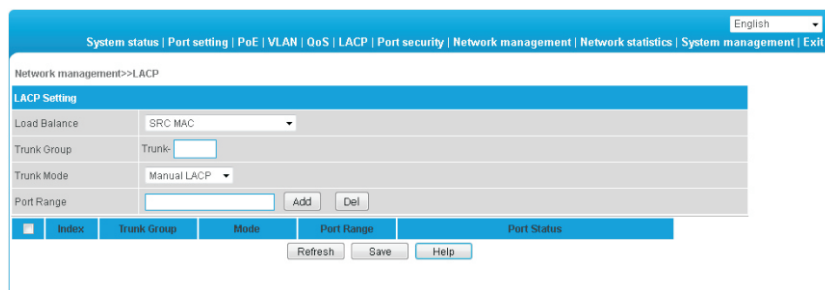 English
System status | Port setting | PoE | VLAN | QoS | LACP | Port security | Network management | Network statistics | System management | Exit
Network management>>LACP
LACP Setting
Load Balance SRC MAC
Trunk Group Trunk-
Trunk Mode Manual LACP
Port Range Add Del
Index Trunk Group Mode Port Range Port Status
Refresh Save Help